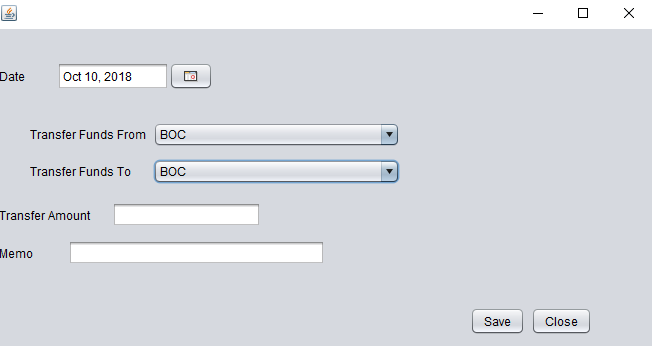 Date Oct 10, 2018
Transfer Funds From BOC
Transfer Funds To BOC
Transfer Amount
Memo
Save Close